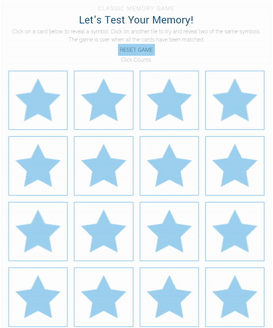 CLASSIC MEMORY GAME
Let's Test Your Memory!
Click on a card below to reveal a symbol. Click on another tile to try and reveal two of the same symbols.
The game is over when all the cards have been matched.
RESET GAME
Click Counts: